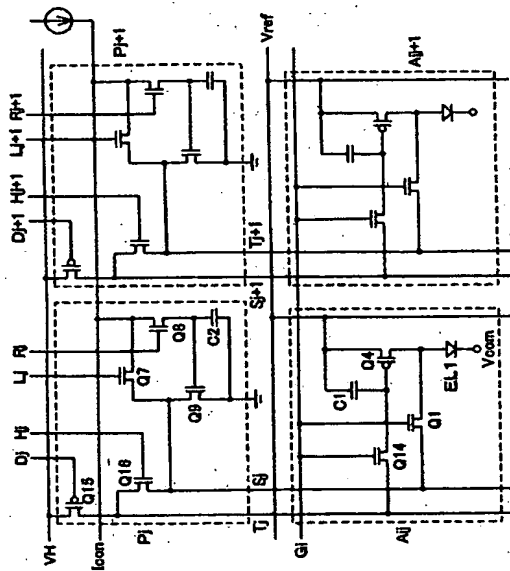 VH
Icon
Dj
Hj
Lj
Rj
Dj+1
Hj+1
Lj+1
Rj+1
Q15
Q16
Q7
Q8
Q9
C2
Pj
Pj+1
Tj
Sj
Sj+1
Tj+1
Vref
Gi
C1
Q4
Q14
Q1
EL1
Vcom
Aij
Aij+1